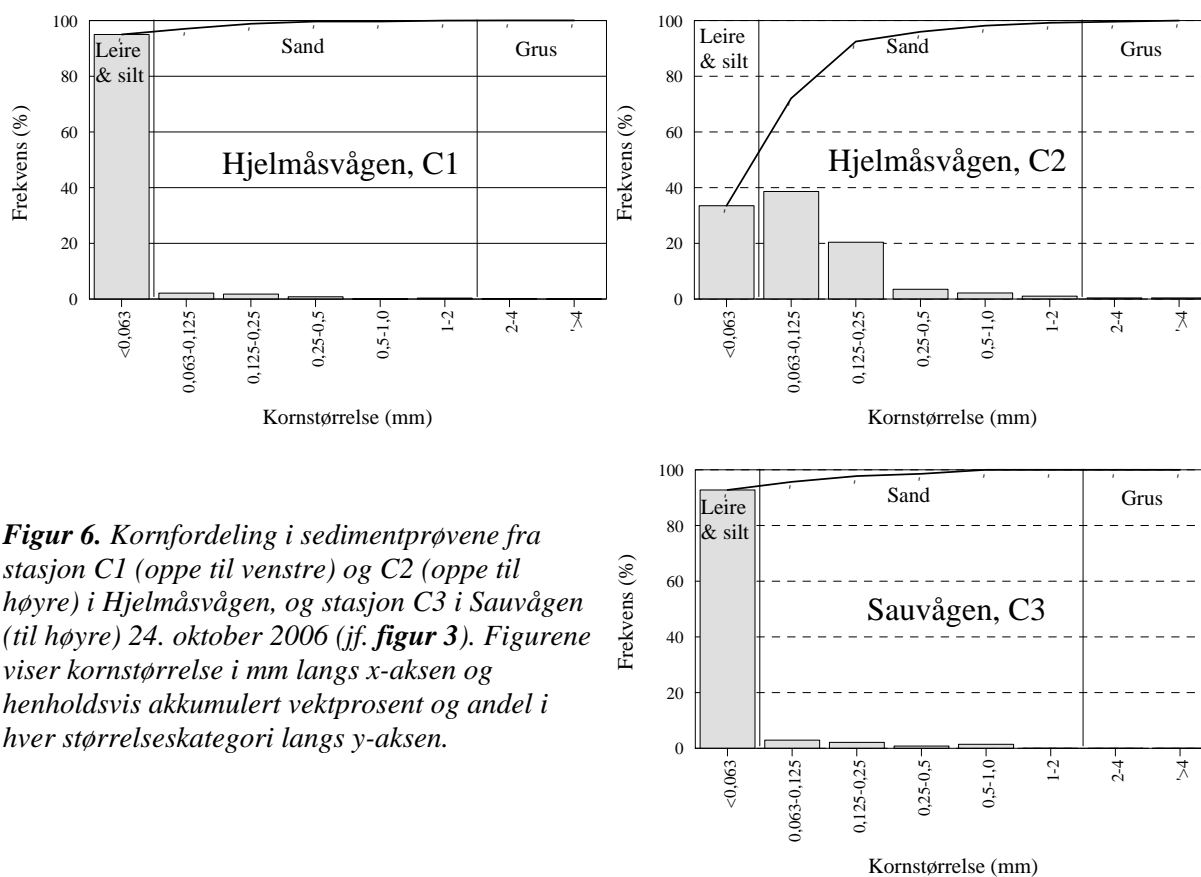 100
80
60
40
20
0
Frekvens (%)
Leire
& silt
Sand
Grus
Hjelmåsvågen, C1
<0,063
0,063-0,125
0,125-0,25
0,25-0,5
0,5-1,0
1-2
2-4
'>4
Kornstørrelse (mm)
100
80
60
40
20
0
Frekvens (%)
Leire
& silt
Sand
Grus
Hjelmåsvågen, C2
<0,063
0,063-0,125
0,125-0,25
0,25-0,5
0,5-1,0
1-2
2-4
'>4
Kornstørrelse (mm)
Figur 6. Kornfordeling i sedimentprøvene fra
stasjon C1 (oppe til venstre) og C2 (oppe til
høyre) i Hjelmåsvågen, og stasjon C3 i Sauvågen
(til høyre) 24. oktober 2006 (jf. figur 3). Figurene
viser kornstørrelse i mm langs x-aksen og
henholdsvis akkumulert vektprosent og andel i
hver størrelseskategori langs y-aksen.
100
80
60
40
20
0
Frekvens (%)
Leire
& silt
Sand
Grus
Sauvågen, C3
<0,063
0,063-0,125
0,125-0,25
0,25-0,5
0,5-1,0
1-2
2-4
'>4
Kornstørrelse (mm)